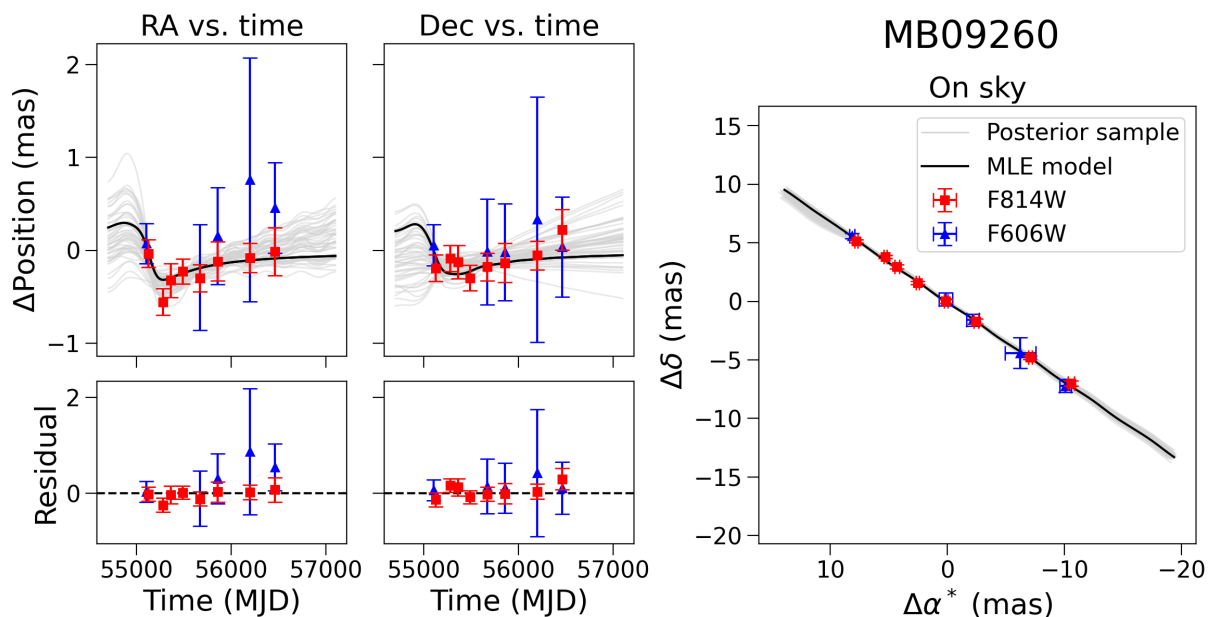 RA vs. time
Dec vs. time
MB09260
On sky
ΔPosition (mas)
2
1
0
−1
Residual
2
0
55000 56000 57000
Time (MJD)
55000 56000 57000
Time (MJD)
Δδ (mas)
15
10
5
0
−5
−10
−15
−20
Posterior sample
MLE model
F814W
F606W
10 0 −10 −20
Δα* (mas)